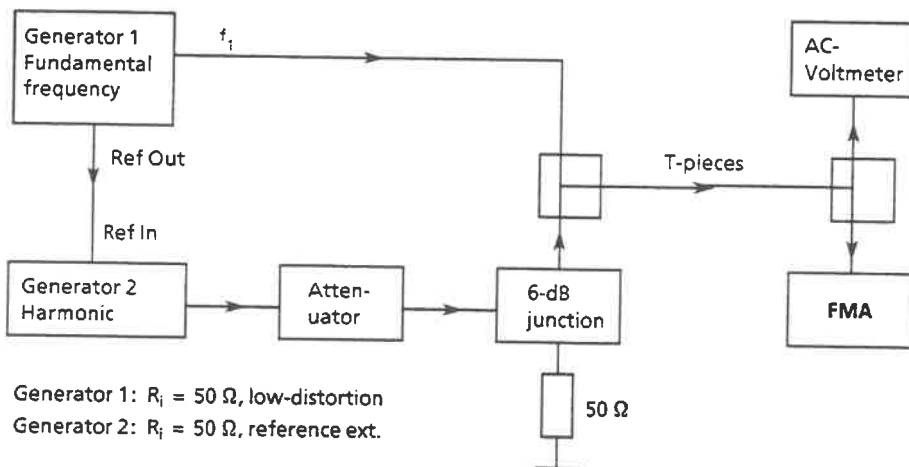 Generator 1
Fundamental
frequency
f₁
AC-
Voltmeter
Ref Out
T-pieces
Ref In
Generator 2
Harmonic
Atten-
uator
6-dB
junction
FMA
Generator 1: Rᵢ = 50 Ω, low-distortion
Generator 2: Rᵢ = 50 Ω, reference ext.
50 Ω